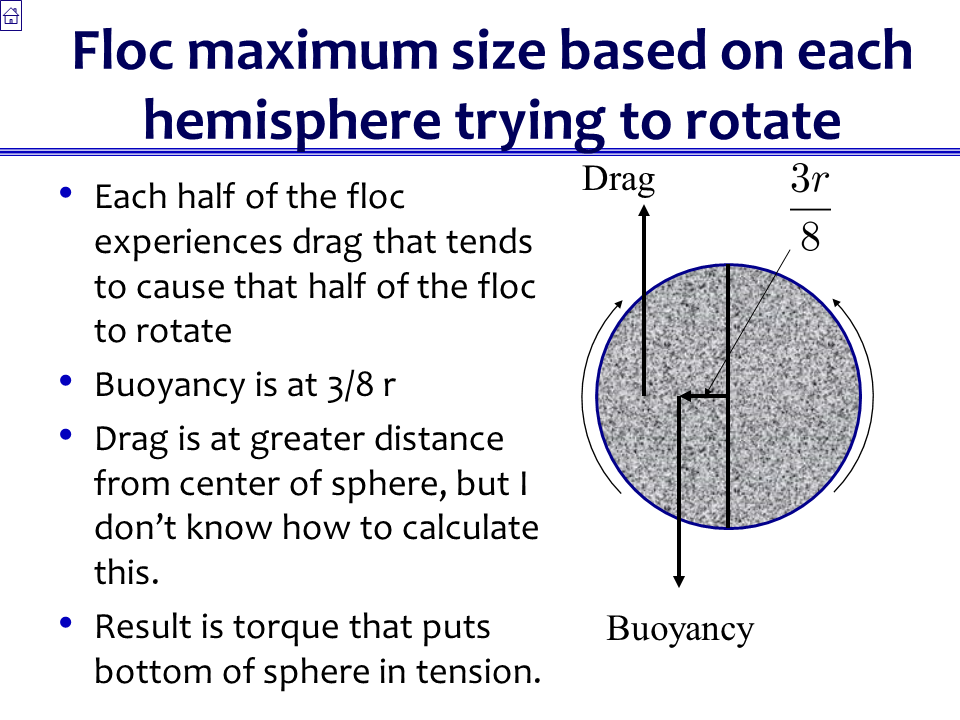 Floc maximum size based on each
hemisphere trying to rotate
• Each half of the floc
experiences drag that tends
to cause that half of the floc
to rotate
• Buoyancy is at 3/8 r
• Drag is at greater distance
from center of sphere, but I
don’t know how to calculate
this.
• Result is torque that puts
bottom of sphere in tension.
Drag
3r
8
Buoyancy